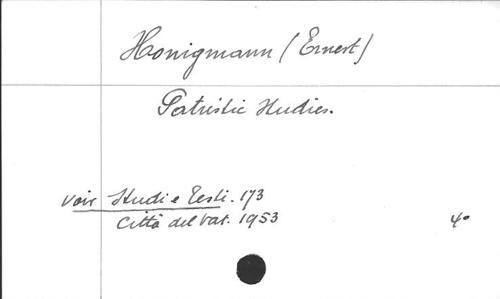 Honigmann (Ernest)
Patristic Studies.
voir Studi e Testi. 173
Città del Vat. 1953 4°